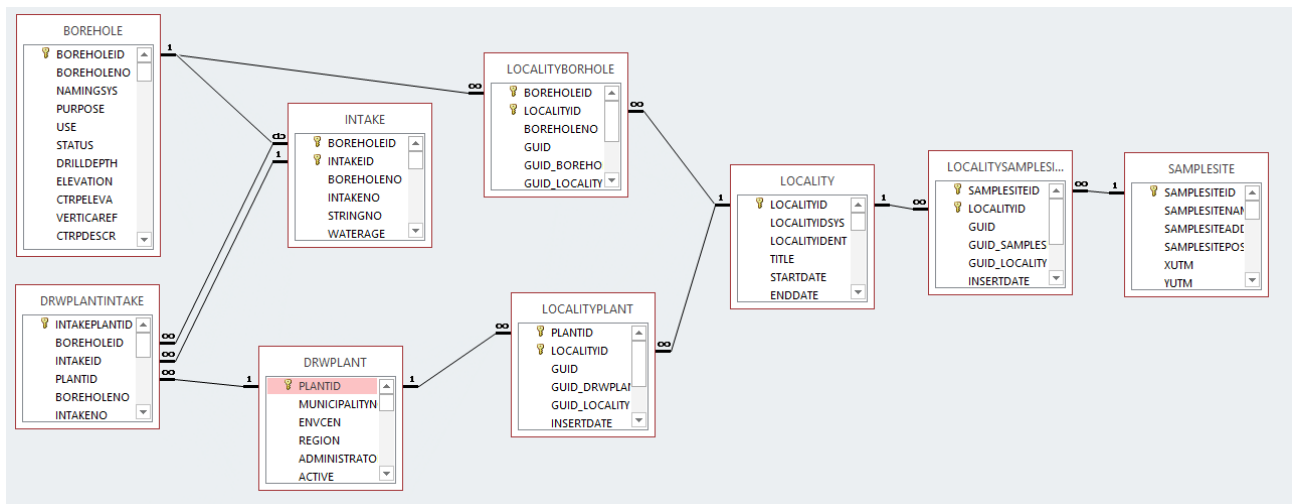 BOREHOLE
BOREHOLEID
BOREHOLENO
NAMINGSYS
PURPOSE
USE
STATUS
DRILLDEPTH
ELEVATION
CTRPELEVA
VERTICAREF
CTRPDESCR
1
INTAKE
BOREHOLEID
INTAKEID
BOREHOLENO
INTAKENO
STRINGNO
WATERAGE
1
LOCALITYBORHOLE
BOREHOLEID
LOCALITYID
BOREHOLENO
GUID
GUID_BOREHO
GUID_LOCALITY
∞
∞
LOCALITY
LOCALITYID
LOCALITYIDSYS
LOCALITYIDENT
TITLE
STARTDATE
ENDDATE
1
1
LOCALITYSAMPLESI...
SAMPLESITEID
LOCALITYID
GUID
GUID_SAMPLES
GUID_LOCALITY
INSERTDATE
∞
∞
SAMPLESITE
SAMPLESITEID
SAMPLESITENAN
SAMPLESITEADD
SAMPLESITEPOS
XUTM
YUTM
1
DRWPLANTINTAKE
INTAKEPLANTID
BOREHOLEID
INTAKEID
PLANTID
BOREHOLENO
INTAKENO
∞
∞
∞
DRWPLANT
PLANTID
MUNICIPALITYN
ENVCEN
REGION
ADMINISTRATO
ACTIVE
1
1
LOCALITYPLANT
PLANTID
LOCALITYID
GUID
GUID_DRWPLAN
GUID_LOCALITY
INSERTDATE
∞
∞